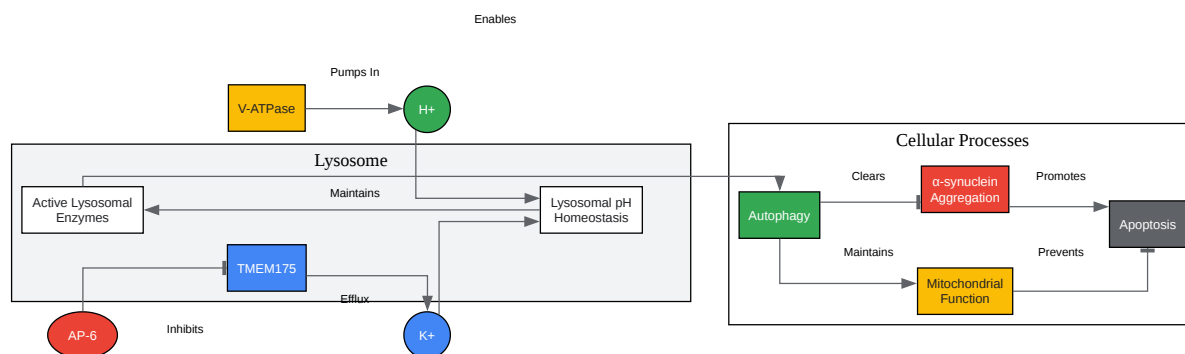 Enables
Pumps In
V-ATPase
H+
Lysosome
Cellular Processes
Active Lysosomal
Enzymes
Maintains
Lysosomal pH
Homeostasis
TMEM175
Efflux
AP-6
Inhibits
K+
Autophagy
Clears
α-synuclein
Aggregation
Promotes
Apoptosis
Maintains
Mitochondrial
Function
Prevents